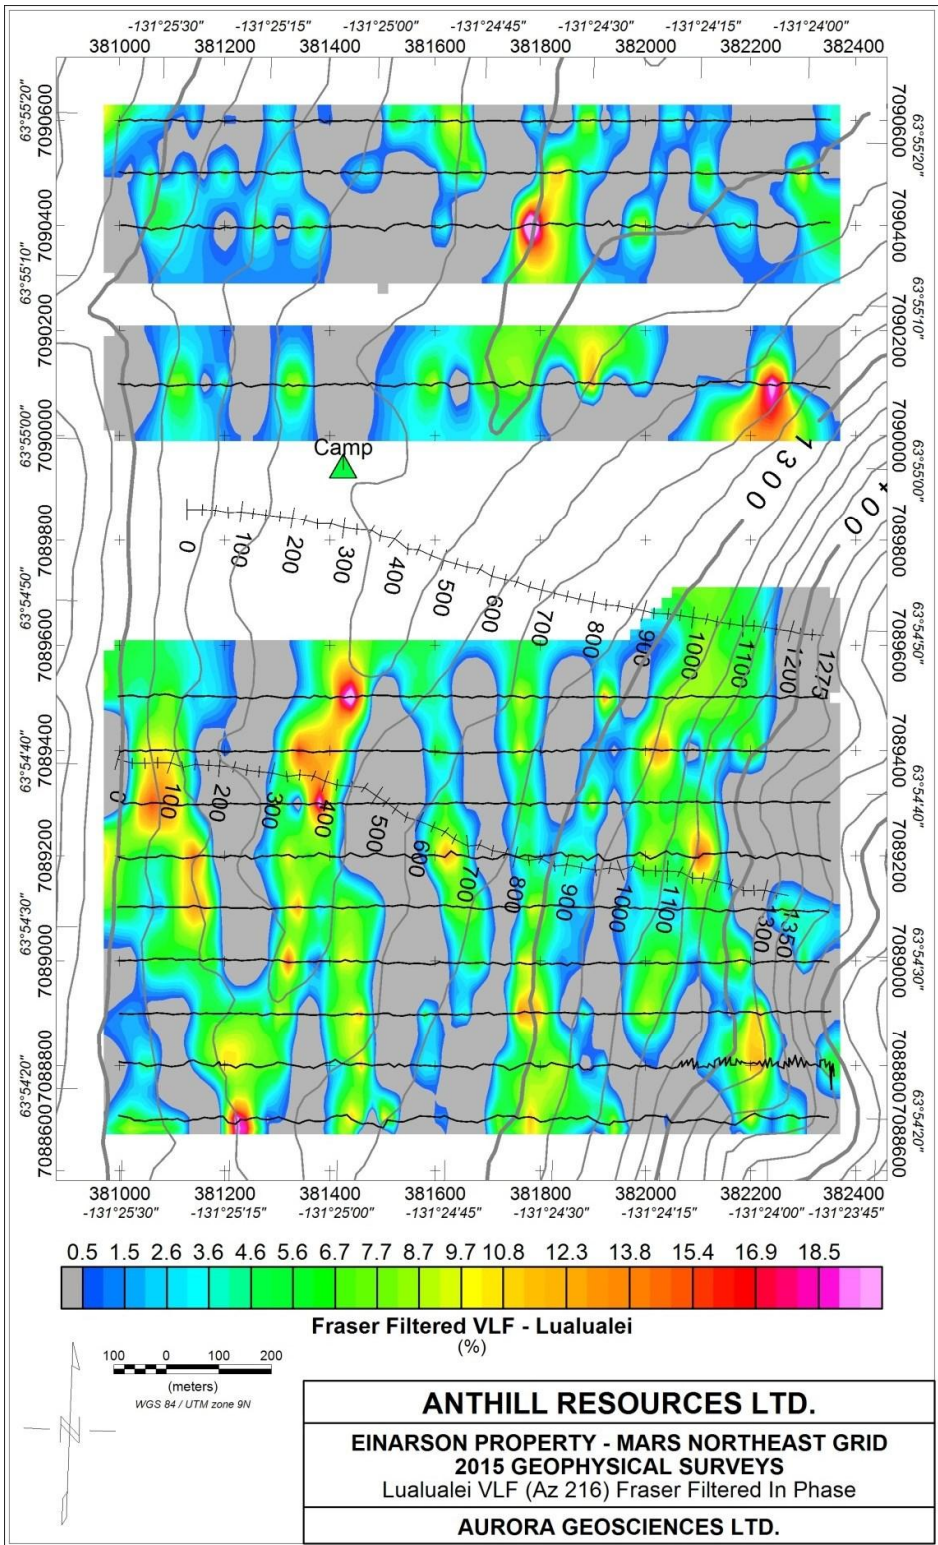 -131°25'30" -131°25'15" -131°25'00" -131°24'45" -131°24'30" -131°24'15" -131°24'00"
381000 381200 381400 381600 381800 382000 382200 382400
63°55'20" 7090600 7090600 63°55'20"
7090400 7090400
63°55'10" 63°55'10"
7090200 7090200
63°55'00" 7090000 7090000 63°55'00"
Camp
1300
7089800 7089800
0 100 200 300 400 500 600 700 800 900 1000 1100 1200 1275
63°54'50" 63°54'50"
7089600 7089600
63°54'40" 7089400 7089400 63°54'40"
0 100 200 300 400 500 600 700 800 900 1000 1100 1300 1350
7089200 7089200
63°54'30" 7089000 7089000 63°54'30"
63°54'20" 7088800 7088800 63°54'20"
7088600 7088600
381000 381200 381400 381600 381800 382000 382200 382400
-131°25'30" -131°25'15" -131°25'00" -131°24'45" -131°24'30" -131°24'15" -131°24'00" -131°23'45"
0.5 1.5 2.6 3.6 4.6 5.6 6.7 7.7 8.7 9.7 10.8 12.3 13.8 15.4 16.9 18.5
Fraser Filtered VLF - Lualualei
(%)
100 0 100 200
(meters)
WGS 84 / UTM zone 9N
ANTHILL RESOURCES LTD.
EINARSON PROPERTY - MARS NORTHEAST GRID
2015 GEOPHYSICAL SURVEYS
Lualualei VLF (Az 216) Fraser Filtered In Phase
AURORA GEOSCIENCES LTD.